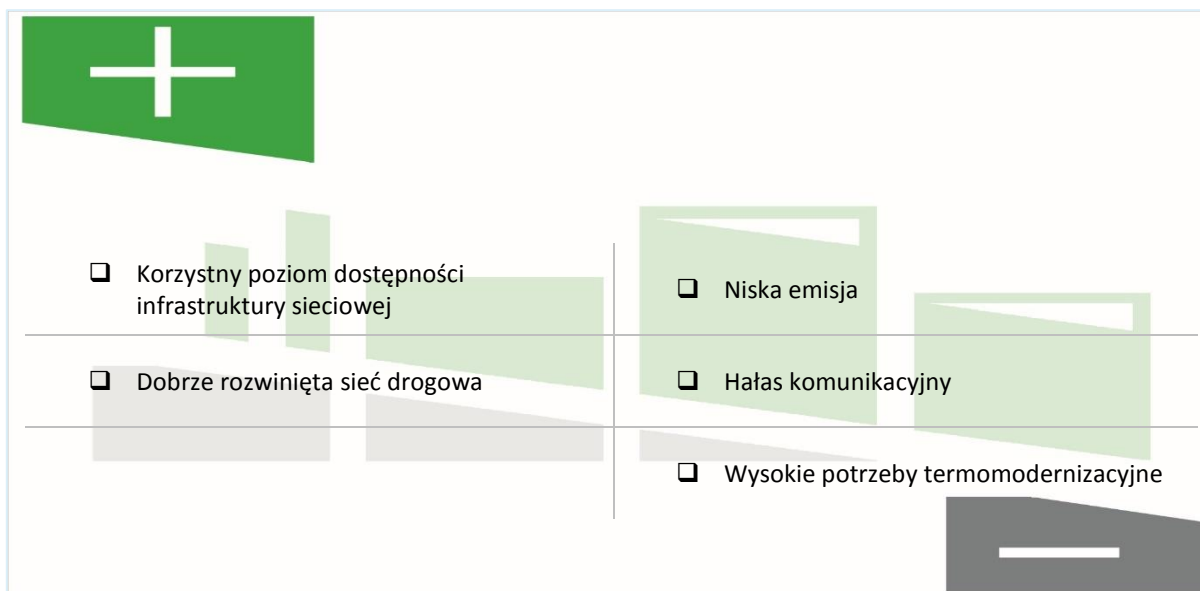 Korzystny poziom dostępności
infrastruktury sieciowej
Niska emisja
Dobrze rozwinięta sieć drogowa
Hałas komunikacyjny
Wysokie potrzeby termomodernizacyjne